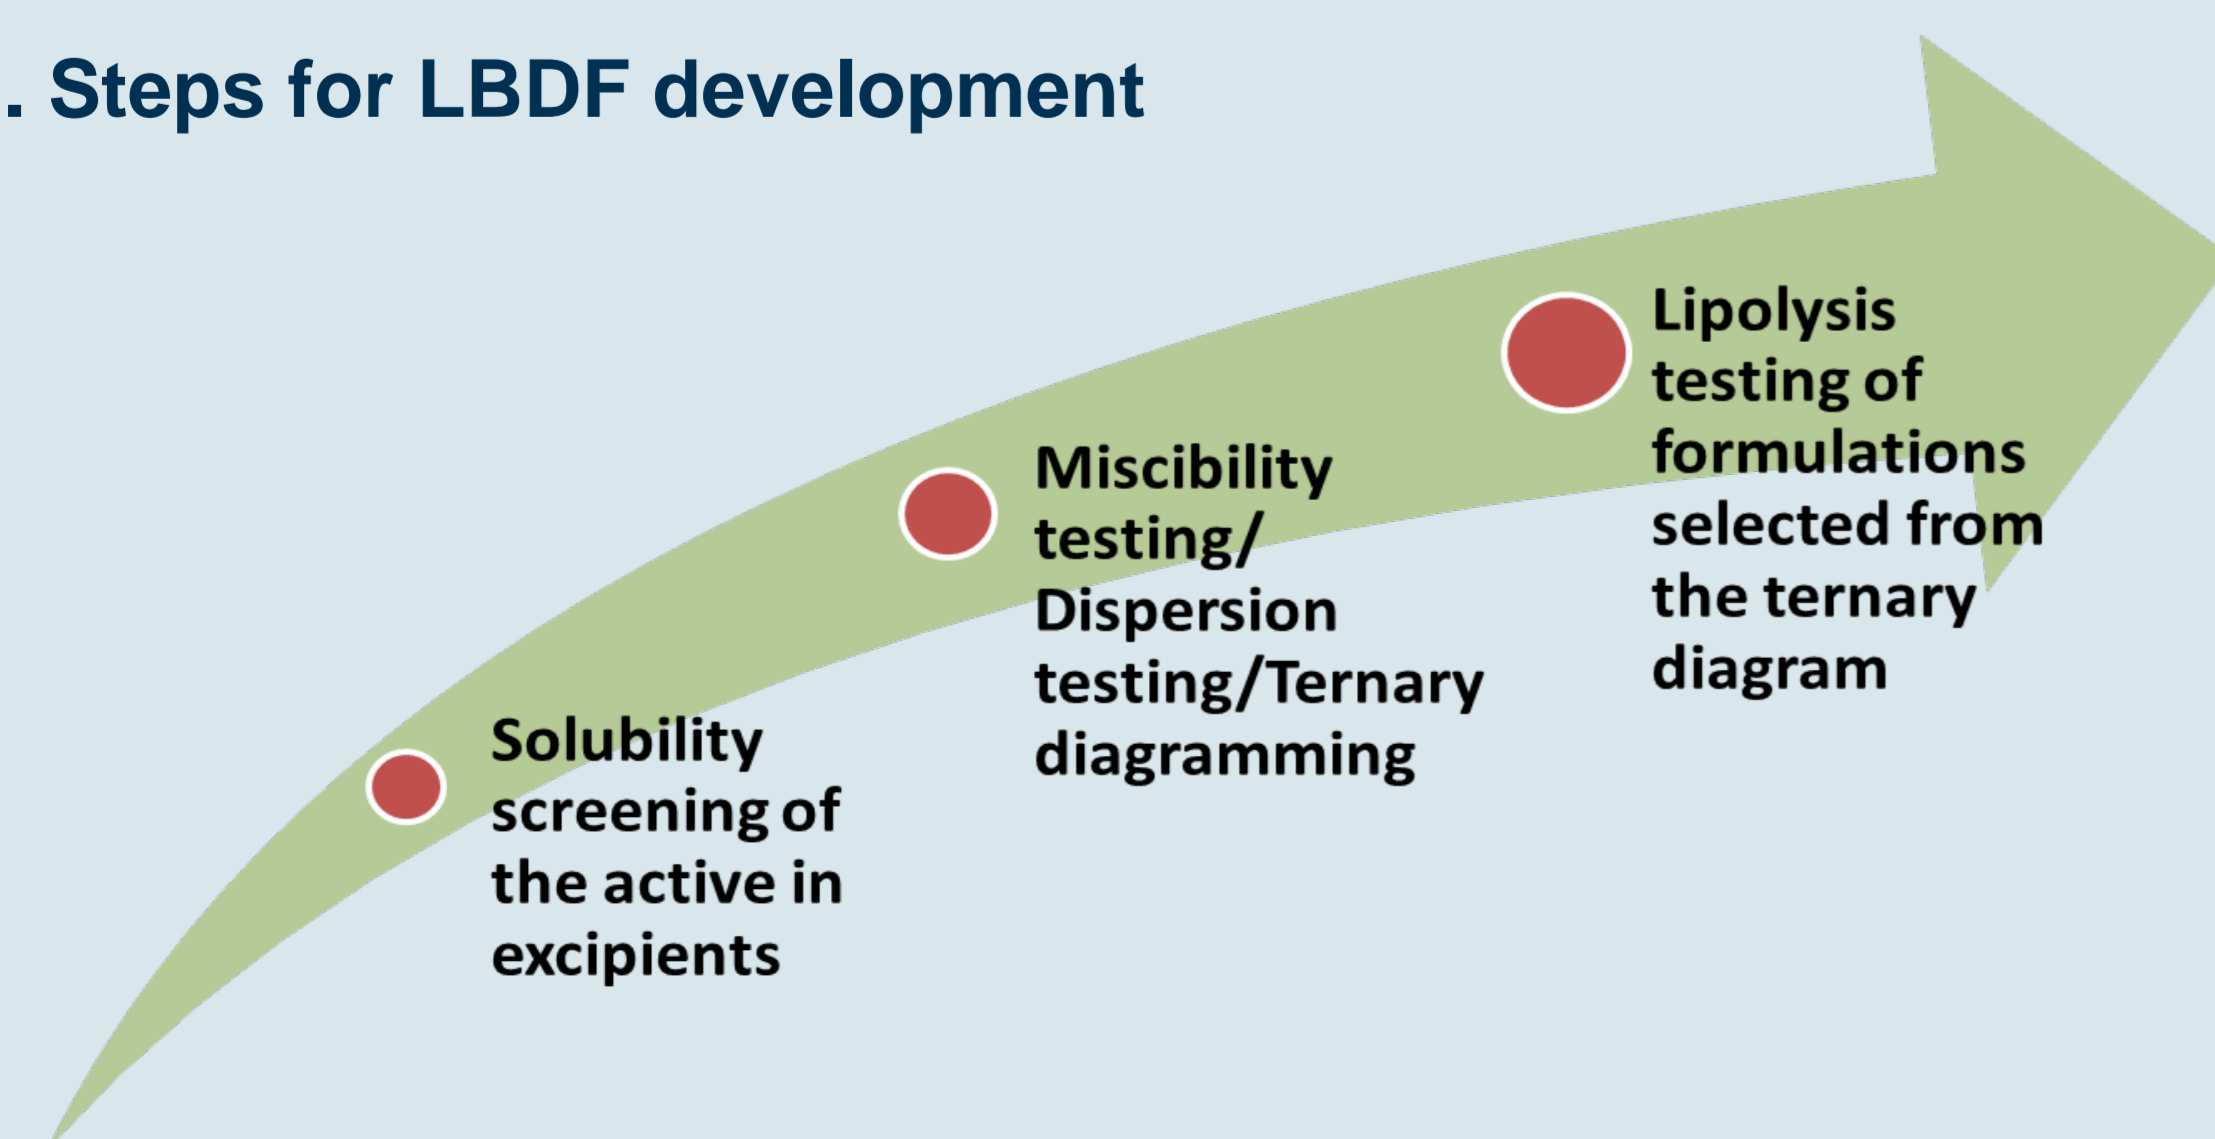 . Steps for LBDF development
Solubility
screening of
the active in
excipients
Miscibility
testing/
Dispersion
testing/Ternary
diagramming
Lipolysis
testing of
formulations
selected from
the ternary
diagram